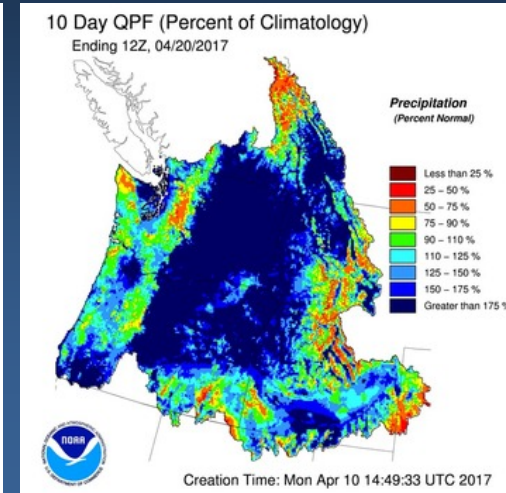 10 Day QPF (Percent of Climatology)
Ending 12Z, 04/20/2017
Precipitation
(Percent Normal)
Less than 25 %
25 – 50 %
50 – 75 %
75 – 90 %
90 – 110 %
110 – 125 %
125 – 150 %
150 – 175 %
Greater than 175 %
NOAA
Creation Time: Mon Apr 10 14:49:33 UTC 2017